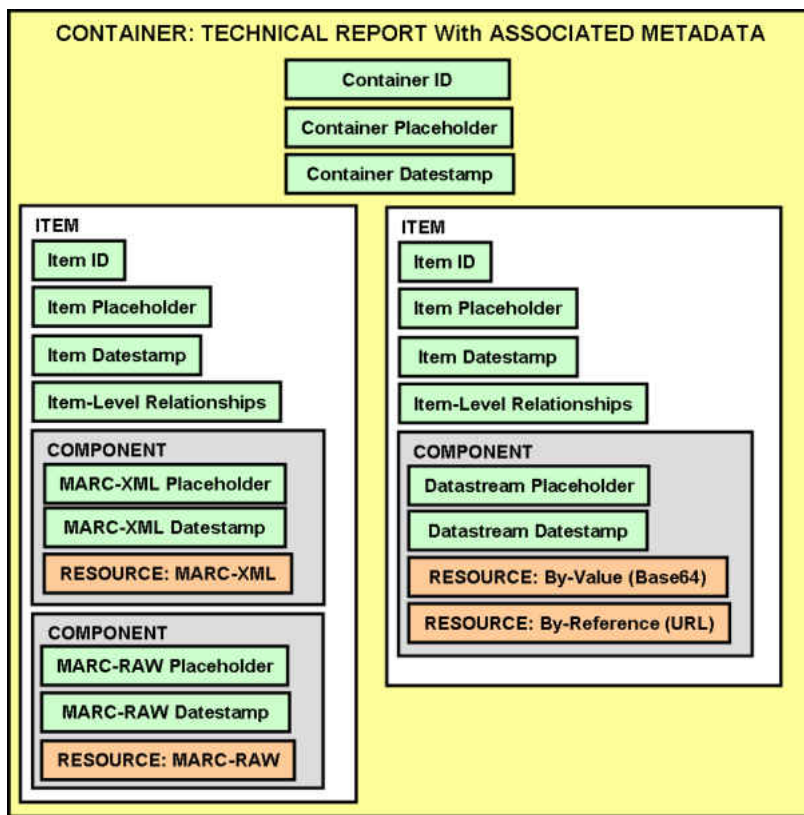 CONTAINER: TECHNICAL REPORT With ASSOCIATED METADATA
Container ID
Container Placeholder
Container Datestamp
ITEM
Item ID
Item Placeholder
Item Datestamp
Item-Level Relationships
COMPONENT
MARC-XML Placeholder
MARC-XML Datestamp
RESOURCE: MARC-XML
COMPONENT
MARC-RAW Placeholder
MARC-RAW Datestamp
RESOURCE: MARC-RAW
ITEM
Item ID
Item Placeholder
Item Datestamp
Item-Level Relationships
COMPONENT
Datastream Placeholder
Datastream Datestamp
RESOURCE: By-Value (Base64)
RESOURCE: By-Reference (URL)